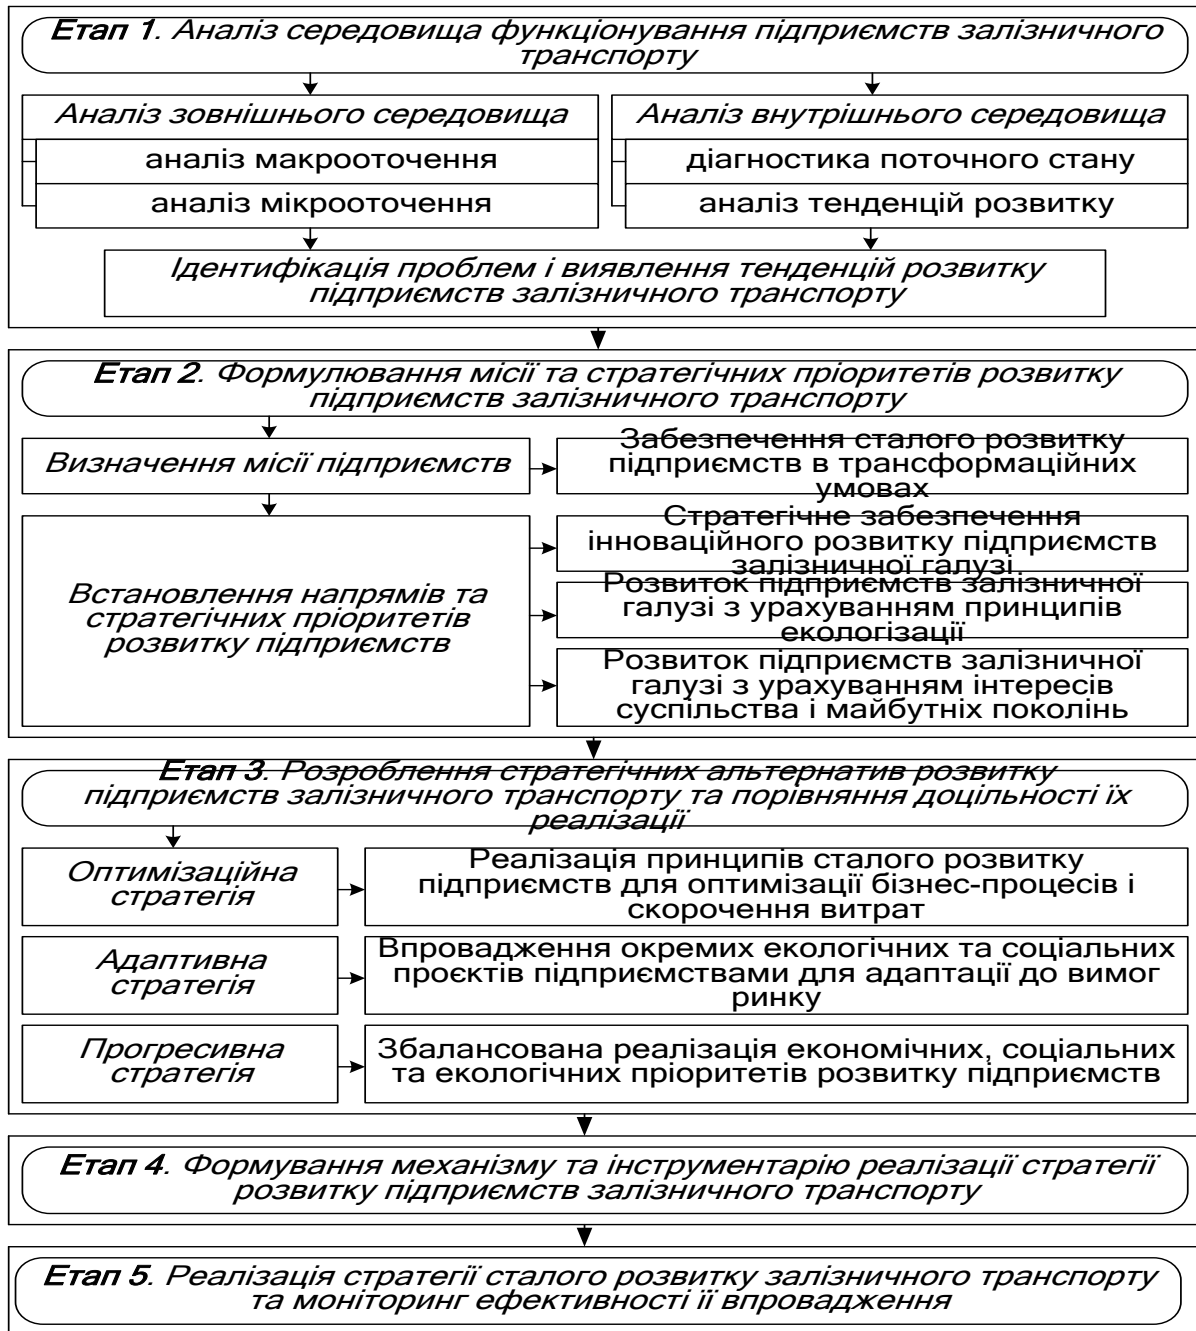 Етап 1. Аналіз середовища функціонування підприємств залізничного
транспорту
Аналіз зовнішнього середовища
аналіз макрооточення
аналіз мікрооточення
Аналіз внутрішнього середовища
діагностика поточного стану
аналіз тенденцій розвитку
Ідентифікація проблем і виявлення тенденцій розвитку
підприємств залізничного транспорту
Етап 2. Формулювання місії та стратегічних пріоритетів розвитку
підприємств залізничного транспорту
Визначення місії підприємств
Забезпечення сталого розвитку
підприємств в трансформаційних
умовах
Встановлення напрямів та
стратегічних пріоритетів
розвитку підприємств
Стратегічне забезпечення
інноваційного розвитку підприємств
залізничної галузі.
Розвиток підприємств залізничної
галузі з урахуванням принципів
екологізації
Розвиток підприємств залізничної
галузі з урахуванням інтересів
суспільства і майбутніх поколінь
Етап 3. Розроблення стратегічних альтернатив розвитку
підприємств залізничного транспорту та порівняння доцільності їх
реалізації
Оптимізаційна
стратегія
Реалізація принципів сталого розвитку
підприємств для оптимізації бізнес-процесів і
скорочення витрат
Адаптивна
стратегія
Впровадження окремих екологічних та соціальних
проєктів підприємствами для адаптації до вимог
ринку
Прогресивна
стратегія
Збалансована реалізація економічних, соціальних
та екологічних пріоритетів розвитку підприємств
Етап 4. Формування механізму та інструментарію реалізації стратегії
розвитку підприємств залізничного транспорту
Етап 5. Реалізація стратегії сталого розвитку залізничного транспорту
та моніторинг ефективності її впровадження